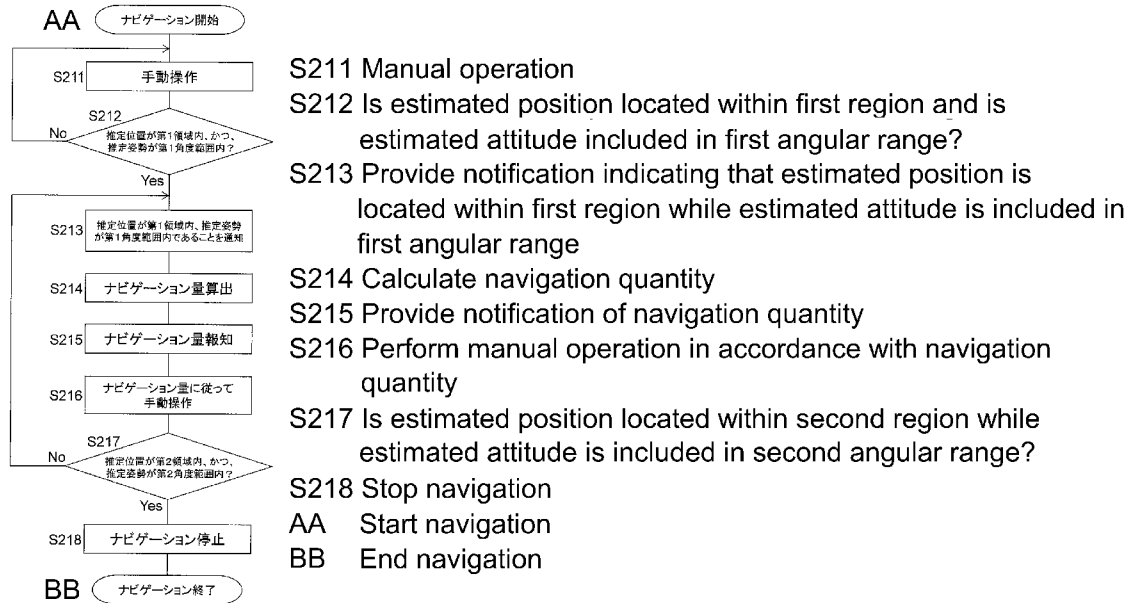 AA ナビゲーション開始
S211 手動操作
S212
No
推定位置が第1領域内、かつ、
推定姿勢が第1角度範囲内?
Yes
S213
推定位置が第1領域内、推定姿勢
が第1角度範囲内であることを通知
S214 ナビゲーション量算出
S215 ナビゲーション量報知
S216
ナビゲーション量に従って
手動操作
S217
No
推定位置が第2領域内、かつ、
推定姿勢が第2角度範囲内?
Yes
S218 ナビゲーション停止
BB ナビゲーション終了
S211 Manual operation
S212 Is estimated position located within first region and is
estimated attitude included in first angular range?
S213 Provide notification indicating that estimated position is
located within first region while estimated attitude is included in
first angular range
S214 Calculate navigation quantity
S215 Provide notification of navigation quantity
S216 Perform manual operation in accordance with navigation
quantity
S217 Is estimated position located within second region while
estimated attitude is included in second angular range?
S218 Stop navigation
AA Start navigation
BB End navigation